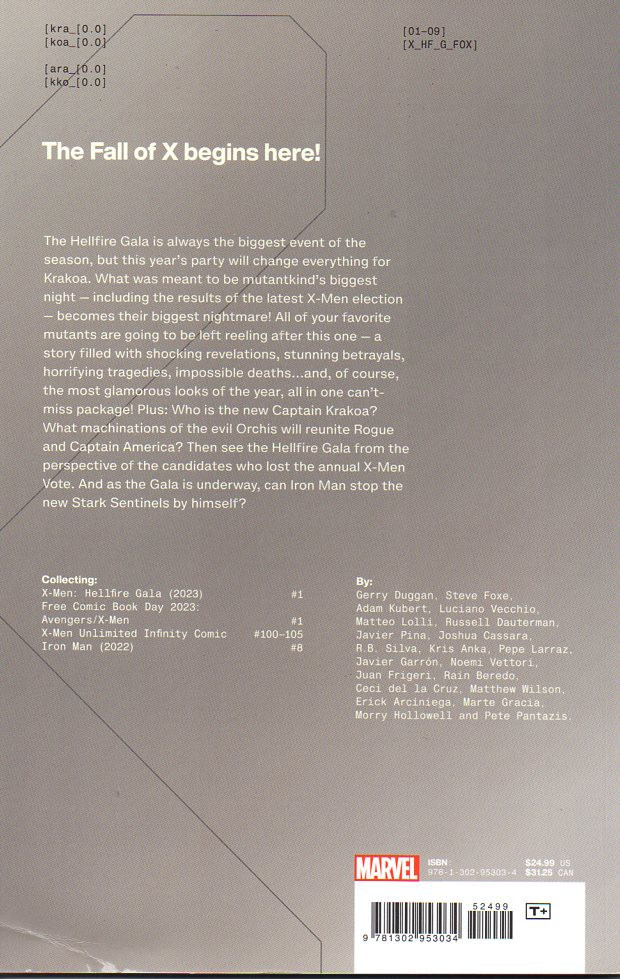 [kra_[0.0]
[koa_[0.0]
[ara_[0.0]
[kko_[0.0]
[01-09]
[X_HF_G_FOX]
The Fall of X begins here!
The Hellfire Gala is always the biggest event of the
season, but this year's party will change everything for
Krakoa. What was meant to be mutantkind's biggest
night — including the results of the latest X-Men election
— becomes their biggest nightmare! All of your favorite
mutants are going to be left reeling after this one — a
story filled with shocking revelations, stunning betrayals,
horrifying tragedies, impossible deaths...and, of course,
the most glamorous looks of the year, all in one can't-
miss package! Plus: Who is the new Captain Krakoa?
What machinations of the evil Orchis will reunite Rogue
and Captain America? Then see the Hellfire Gala from the
perspective of the candidates who lost the annual X-Men
Vote. And as the Gala is underway, can Iron Man stop the
new Stark Sentinels by himself?
Collecting:
X-Men: Hellfire Gala (2023) #1
Free Comic Book Day 2023:
Avengers/X-Men #1
X-Men Unlimited Infinity Comic #100–105
Iron Man (2022) #8
By:
Gerry Duggan, Steve Foxe,
Adam Kubert, Luciano Vecchio,
Matteo Lolli, Russell Dauterman,
Javier Pina, Joshua Cassara,
R.B. Silva, Kris Anka, Pepe Larraz,
Javier Garrón, Noemi Vettori,
Juan Frigeri, Rain Beredo,
Ceci del la Cruz, Matthew Wilson,
Erick Arciniega, Marte Gracia,
Morry Hollowell and Pete Pantazis.
MARVEL
ISBN:
978-1-302-95303-4
$24.99 US
$31.25 CAN
52499
9 781302 953034
T+